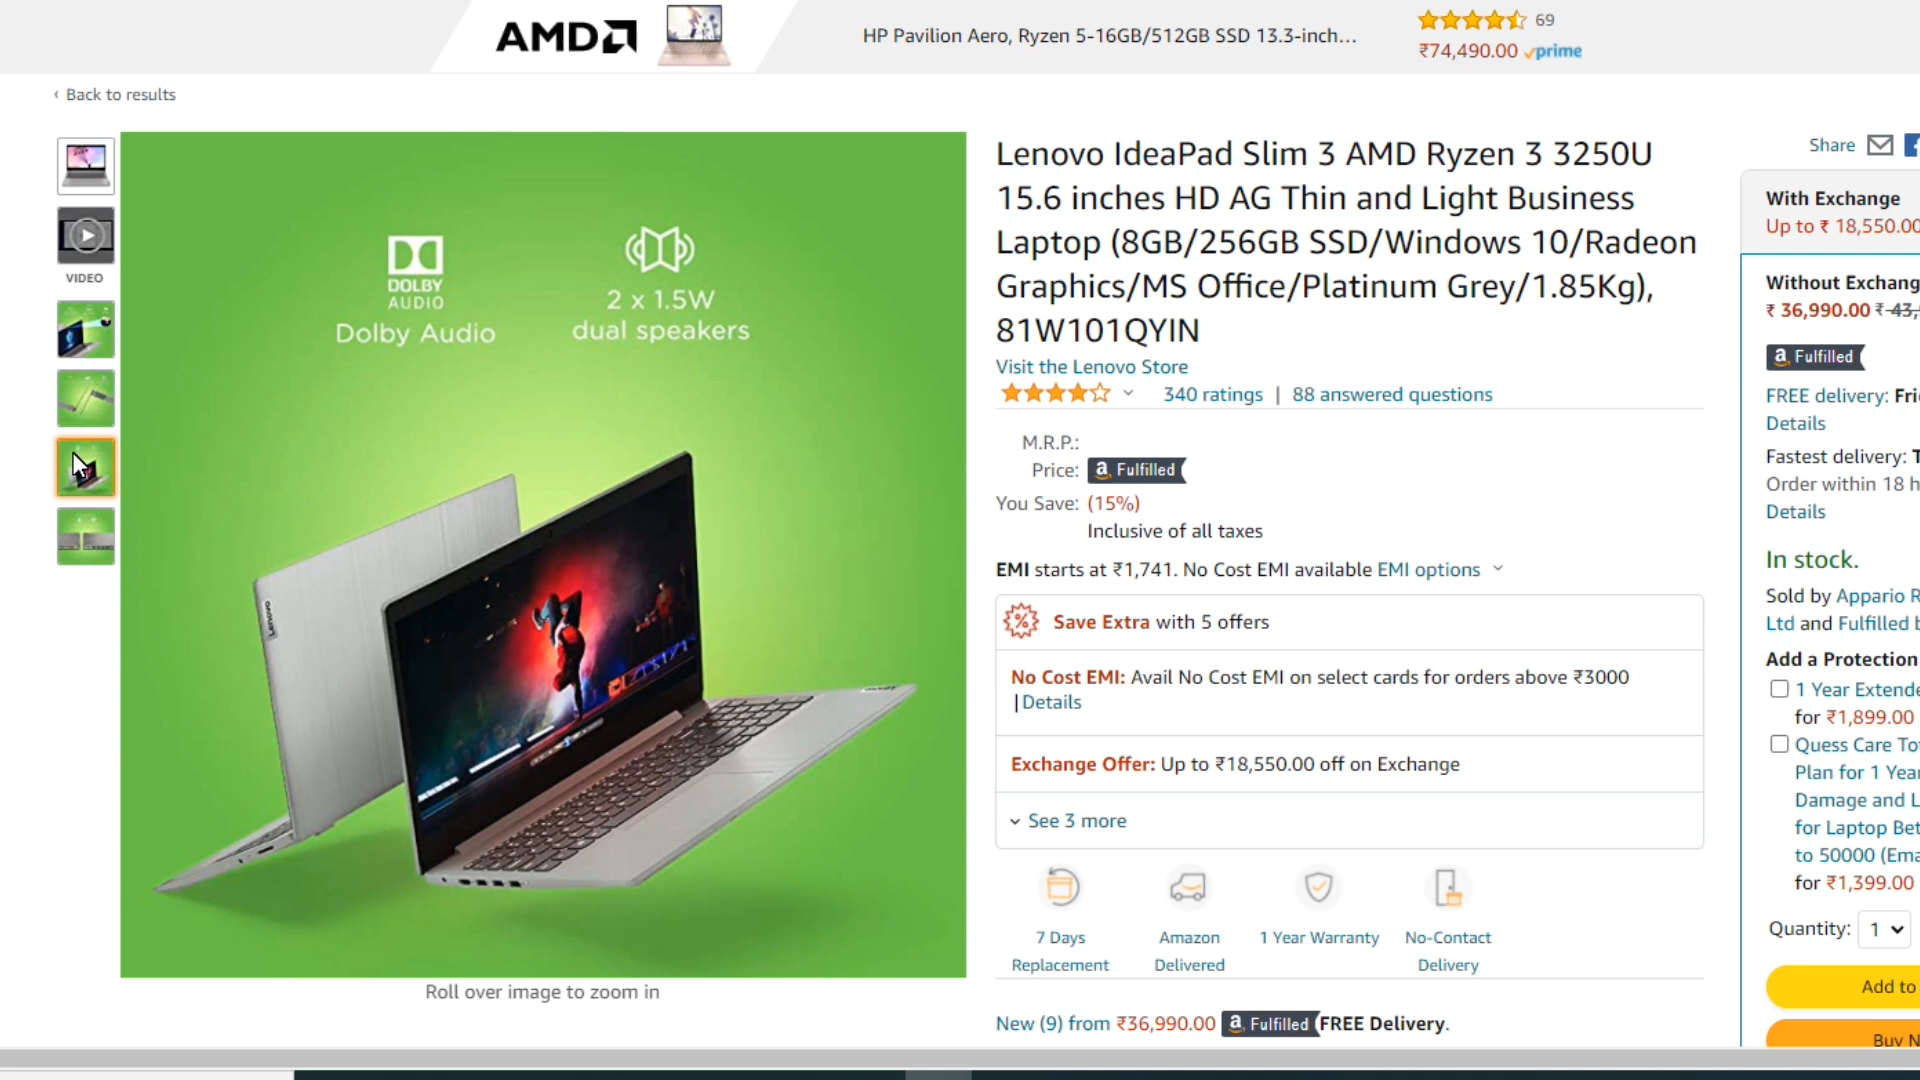 AMD
HP Pavilion Aero, Ryzen 5-16GB/512GB SSD 13.3-inch...
69
₹74,490.00 prime
‹ Back to results
VIDEO
DOLBY
AUDIO
Dolby Audio
2 x 1.5W
dual speakers
Lenovo
Lenovo
Roll over image to zoom in
Lenovo IdeaPad Slim 3 AMD Ryzen 3 3250U
15.6 inches HD AG Thin and Light Business
Laptop (8GB/256GB SSD/Windows 10/Radeon
Graphics/MS Office/Platinum Grey/1.85Kg),
81W101QYIN
Visit the Lenovo Store
340 ratings | 88 answered questions
M.R.P.:
Price: a Fulfilled
You Save: (15%)
Inclusive of all taxes
EMI starts at ₹1,741. No Cost EMI available EMI options
% Save Extra with 5 offers
No Cost EMI: Avail No Cost EMI on select cards for orders above ₹3000
|Details
Exchange Offer: Up to ₹18,550.00 off on Exchange
See 3 more
7 Days
Replacement
Amazon
Delivered
1 Year Warranty
No-Contact
Delivery
New (9) from ₹36,990.00 a Fulfilled FREE Delivery.
Share
With Exchange
Up to ₹ 18,550.00
Without Exchang
₹ 36,990.00 ₹ 43,
a Fulfilled
FREE delivery: Fri
Details
Fastest delivery: T
Order within 18 h
Details
In stock.
Sold by Appario R
Ltd and Fulfilled b
Add a Protection
1 Year Extende
for ₹1,899.00
Quess Care Tot
Plan for 1 Year
Damage and L
for Laptop Bet
to 50000 (Ema
for ₹1,399.00
Quantity: 1
Add to
Buy N